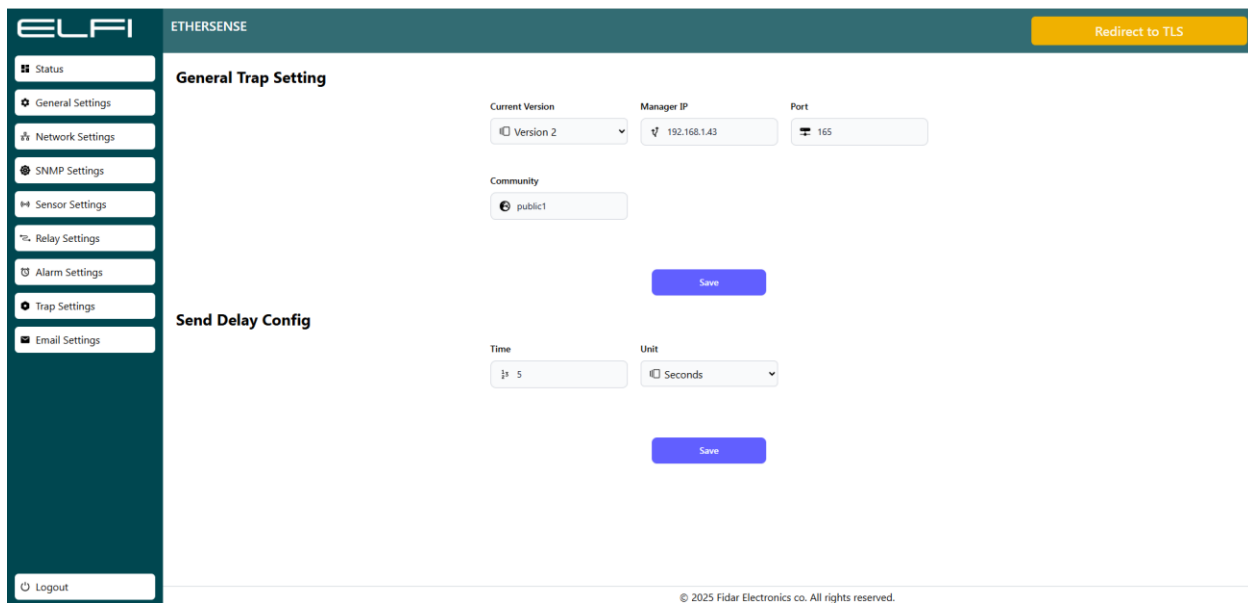 ELFI
ETHERSENSE
Redirect to TLS
Status
General Settings
Network Settings
SNMP Settings
Sensor Settings
Relay Settings
Alarm Settings
Trap Settings
Email Settings
Logout
General Trap Setting
Current Version Manager IP Port
Version 2 192.168.1.43 165
Community
public1
Save
Send Delay Config
Time Unit
5 Seconds
Save
© 2025 Fidar Electronics co. All rights reserved.